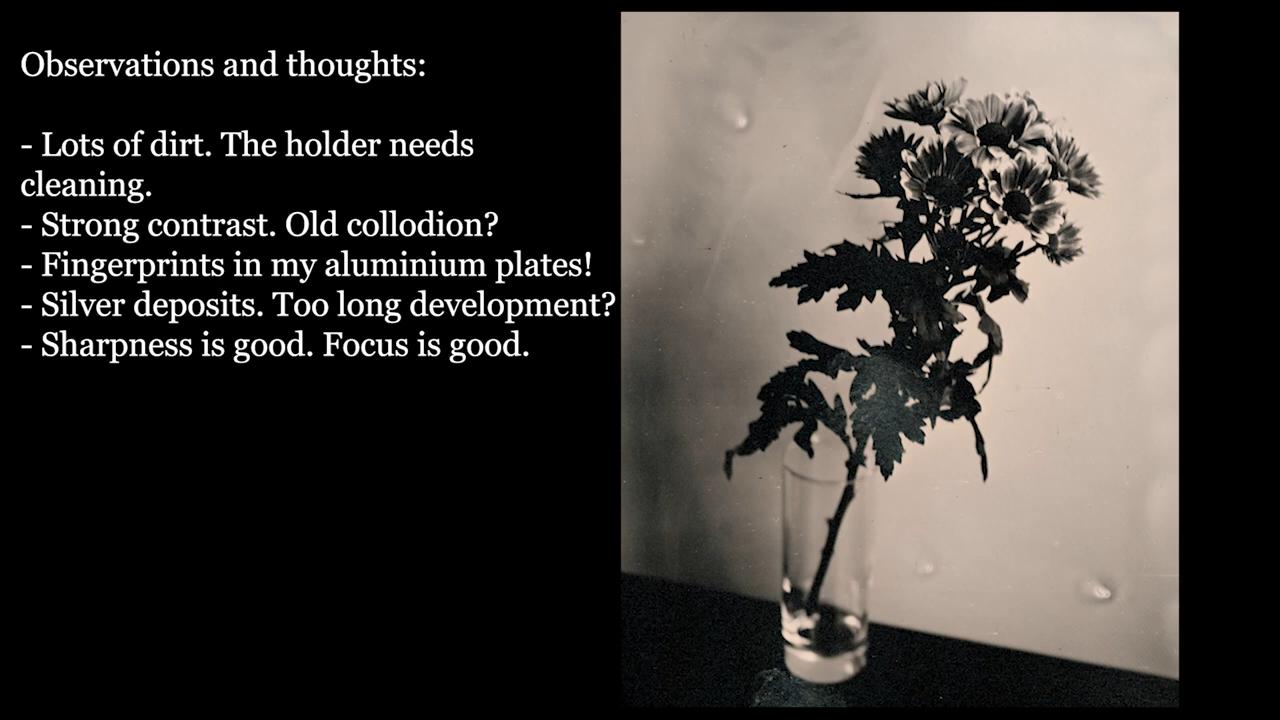 Observations and thoughts:
- Lots of dirt. The holder needs
cleaning.
- Strong contrast. Old collodion?
- Fingerprints in my aluminium plates!
- Silver deposits. Too long development?
- Sharpness is good. Focus is good.